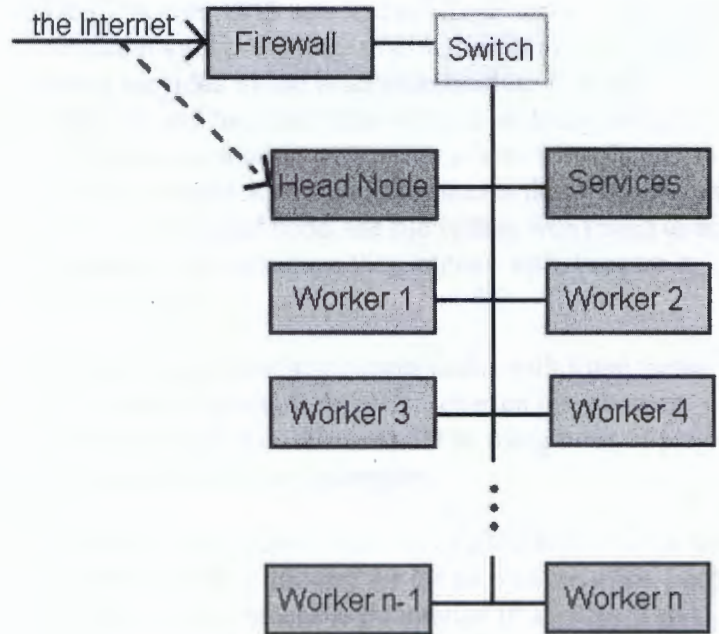 the Internet
Firewall
Switch
Head Node
Services
Worker 1
Worker 2
Worker 3
Worker 4
Worker n-1
Worker n